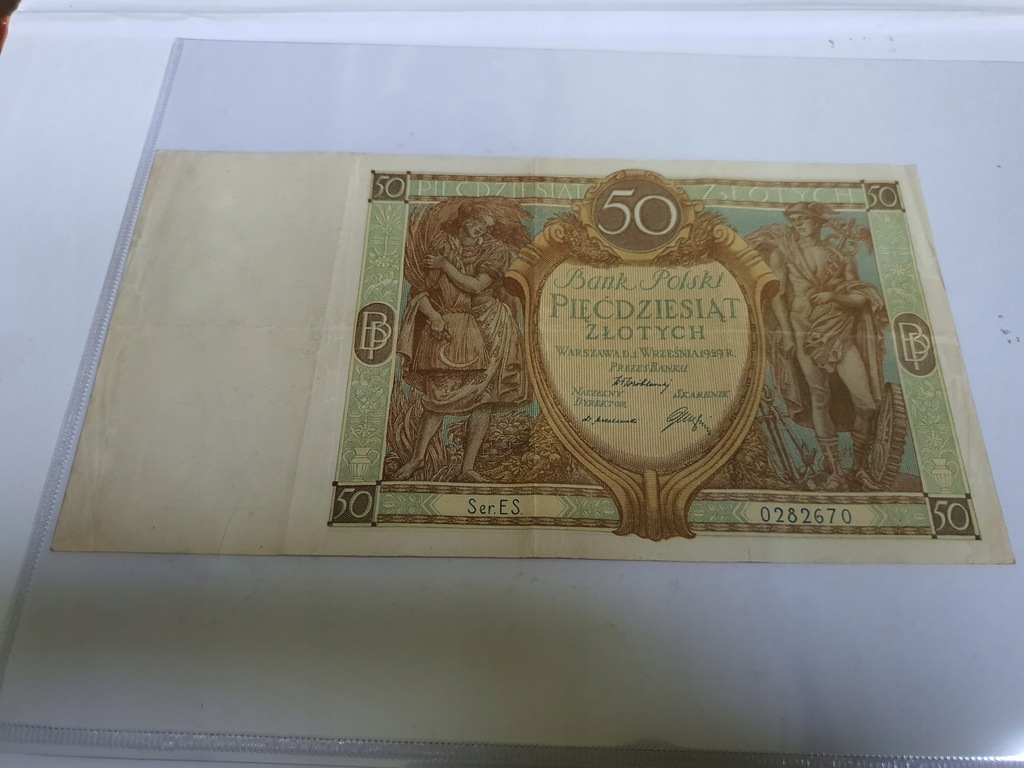 50 PIĘĆDZIESIĄT 50 ZŁOTYCH 50
Bank Polski
PIĘĆDZIESIĄT
ZŁOTYCH
WARSZAWA D. 1 WRZEŚNIA 1929 R.
PREZES BANKU
NACZELNY
DYREKTOR
SKARBNIK
BP
BP
50 Ser. ES. 0282670 50